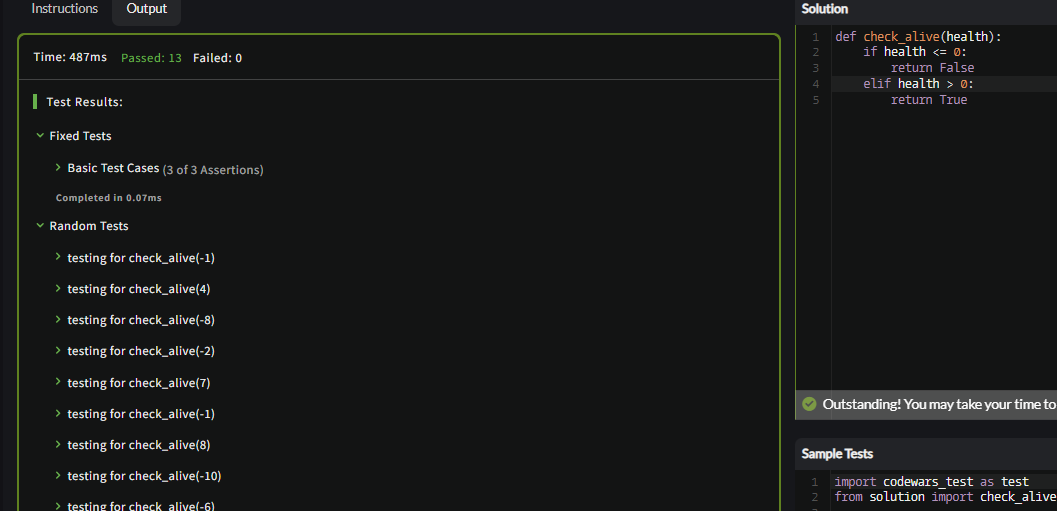 Instructions
Output
Time: 487ms Passed: 13 Failed: 0
Test Results:
Fixed Tests
Basic Test Cases (3 of 3 Assertions)
Completed in 0.07ms
Random Tests
testing for check_alive(-1)
testing for check_alive(4)
testing for check_alive(-8)
testing for check_alive(-2)
testing for check_alive(7)
testing for check_alive(-1)
testing for check_alive(8)
testing for check_alive(-10)
testing for check_alive(-6)
Solution
1 def check_alive(health):
2     if health <= 0:
3         return False
4     elif health > 0:
5         return True
Outstanding! You may take your time to
Sample Tests
1 import codewars_test as test
2 from solution import check_alive